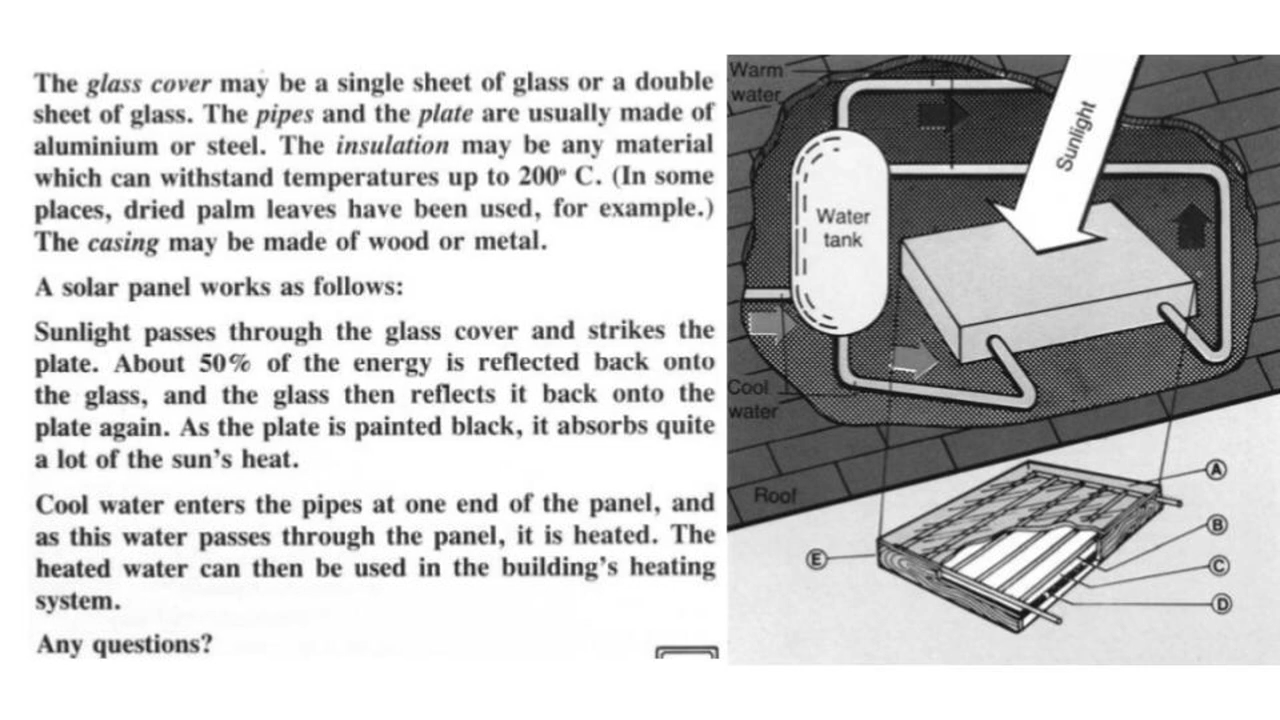 The glass cover may be a single sheet of glass or a double
sheet of glass. The pipes and the plate are usually made of
aluminium or steel. The insulation may be any material
which can withstand temperatures up to 200° C. (In some
places, dried palm leaves have been used, for example.)
The casing may be made of wood or metal.
A solar panel works as follows:
Sunlight passes through the glass cover and strikes the
plate. About 50% of the energy is reflected back onto
the glass, and the glass then reflects it back onto the
plate again. As the plate is painted black, it absorbs quite
a lot of the sun's heat.
Cool water enters the pipes at one end of the panel, and
as this water passes through the panel, it is heated. The
heated water can then be used in the building's heating
system.
Any questions?
Warm
water
Sunlight
Water
tank
Cool
water
Roof
A
B
C
D
E